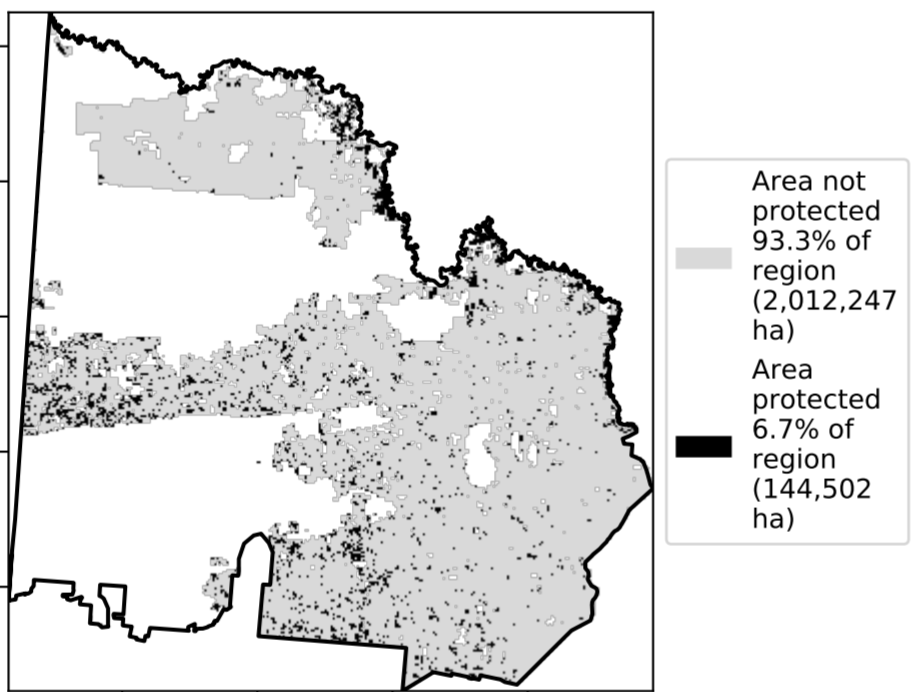 Area not
protected
93.3% of
region
(2,012,247
ha)
Area
protected
6.7% of
region
(144,502
ha)